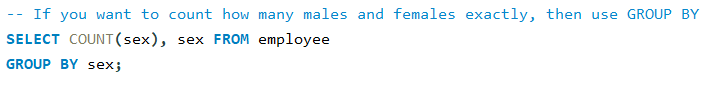 -- If you want to count how many males and females exactly, then use GROUP BY
SELECT COUNT(sex), sex FROM employee
GROUP BY sex;